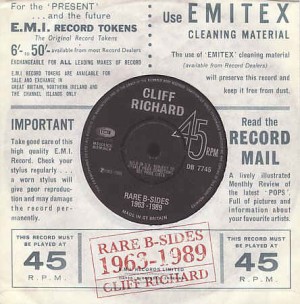 For the 'PRESENT'
. . . and the future
E.M.I. RECORD TOKENS
The Original Record Tokens
6'- to 50'- available from most Record Dealers
EXCHANGEABLE FOR ALL LEADING MAKES OF RECORD
E.M.I RECORD TOKENS ARE AVAILABLE FOR
SALE AND EXCHANGE IN
GREAT BRITAIN, NORTHERN IRELAND AND
THE CHANNEL ISLANDS ONLY
Use EMITEX
CLEANING MATERIAL
The use of 'EMITEX' cleaning material
(available from Record Dealers)
will preserve this record and
keep it free from dust.
CLIFF
RICHARD
45
RPM
DB 7745
RARE B-SIDES
1963-1989
MADE IN GT. BRITAIN
IMPORTANT
Take good care of this
high quality E.M.I.
Record. Check your
stylus regularly . . .
a worn stylus will
give poor reproduc-
tion and may damage
the record per-
manently.
Read the
RECORD
MAIL
A lively illustrated
Monthly Review of
the latest 'POPS'.
Full of pictures and
information about
your favourite
THIS RECORD MUST
BE PLAYED AT
45
R.P.M.
RARE B-SIDES
1963-1989
RECORDS LIMITED
CLIFF RICHARD
THIS RECORD MUST
BE PLAYED AT
45
R.P.M.